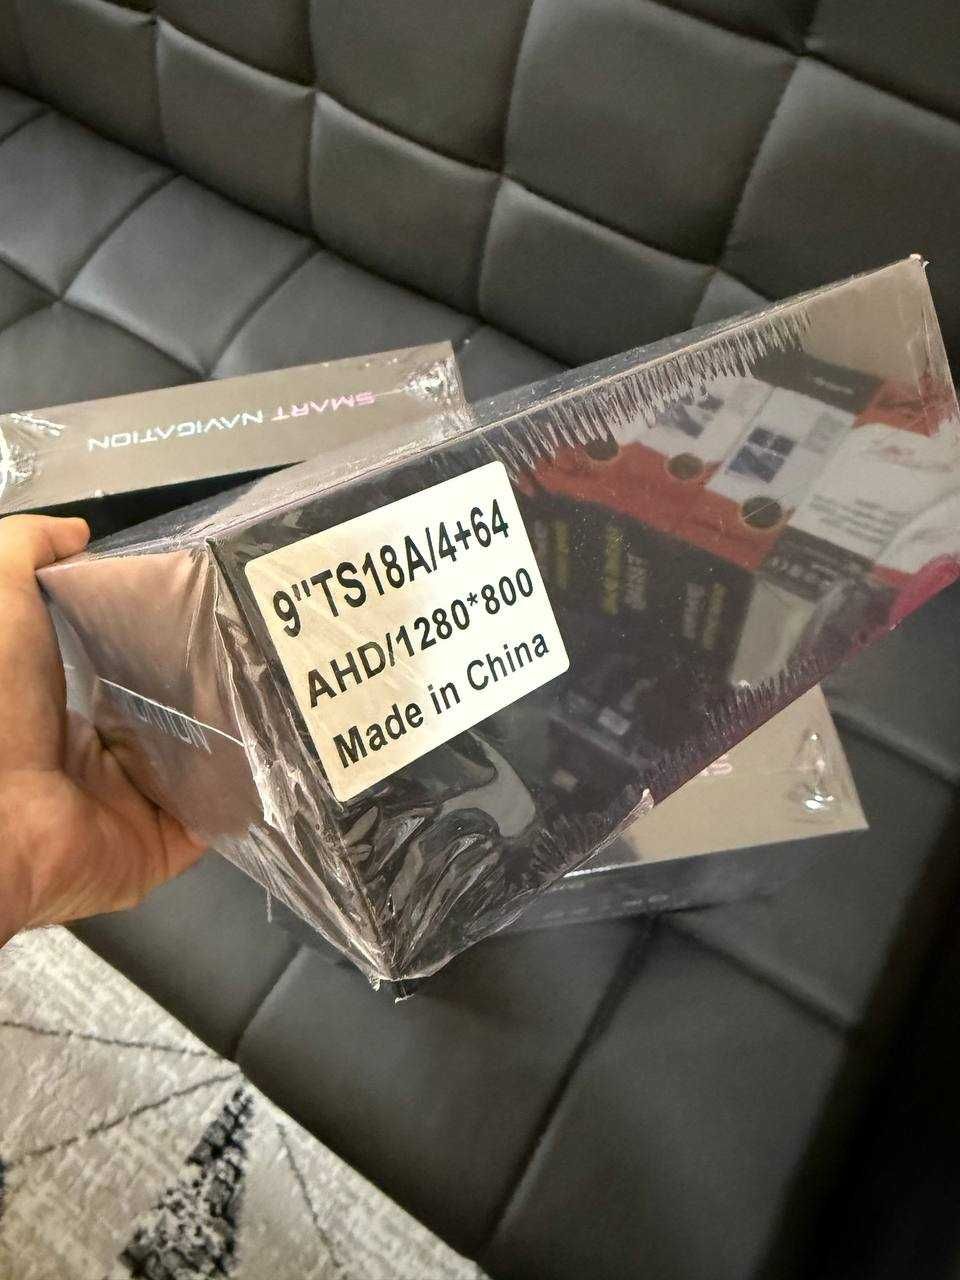 SMART NAVIGATION
9"TS18A/4+64
AHD/1280*800
Made in China